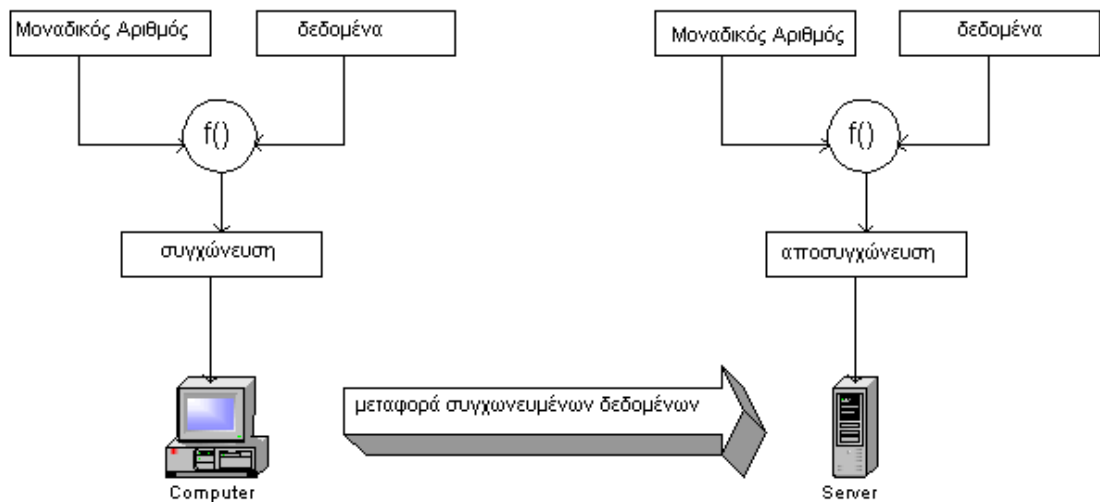 Μοναδικός Αριθμός
δεδομένα
f()
συγχώνευση
Computer
μεταφορά συγχωνευμένων δεδομένων
Μοναδικός Αριθμός
δεδομένα
f()
αποσυγχώνευση
Server